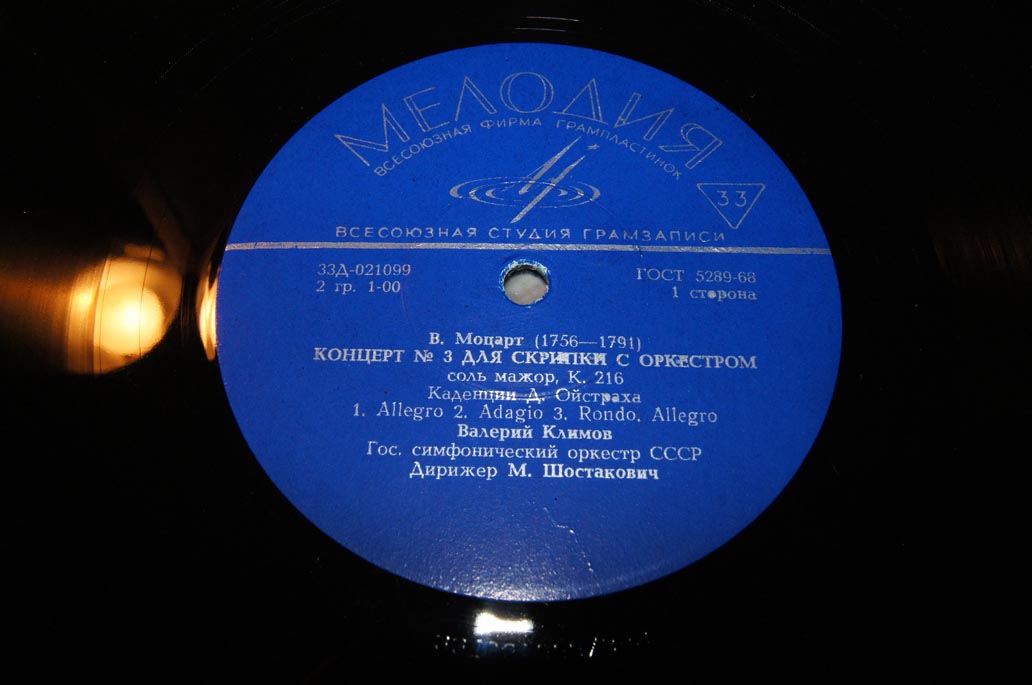 МЕЛОДИЯ
ВСЕСОЮЗНАЯ ФИРМА ГРАМПЛАСТИНОК
33
ВСЕСОЮЗНАЯ СТУДИЯ ГРАМЗАПИСИ
33Д-021099
2 гр. 1-00
ГОСТ 5289-68
1 сторона
В. Моцарт (1756—1791)
КОНЦЕРТ № 3 ДЛЯ СКРИПКИ С ОРКЕСТРОМ
соль мажор, К. 216
Каденции Д. Ойстраха
1. Allegro 2. Adagio 3. Rondo. Allegro
Валерий Климов
Гос. симфонический оркестр СССР
Дирижер М. Шостакович